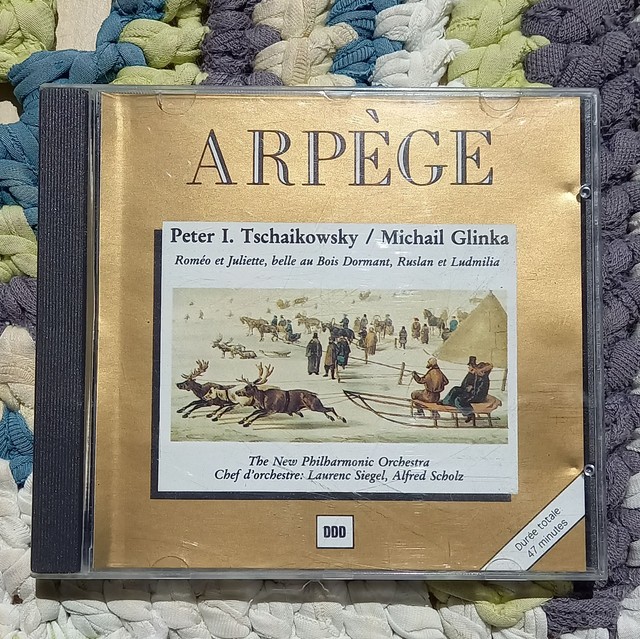 ARPÈGE
Peter I. Tschaikowsky / Michail Glinka
Roméo et Juliette, belle au Bois Dormant, Ruslan et Ludmilia
The New Philharmonic Orchestra
Chef d'orchestre: Laurenc Siegel, Alfred Scholz
DDD
Durée totale
47 minutes